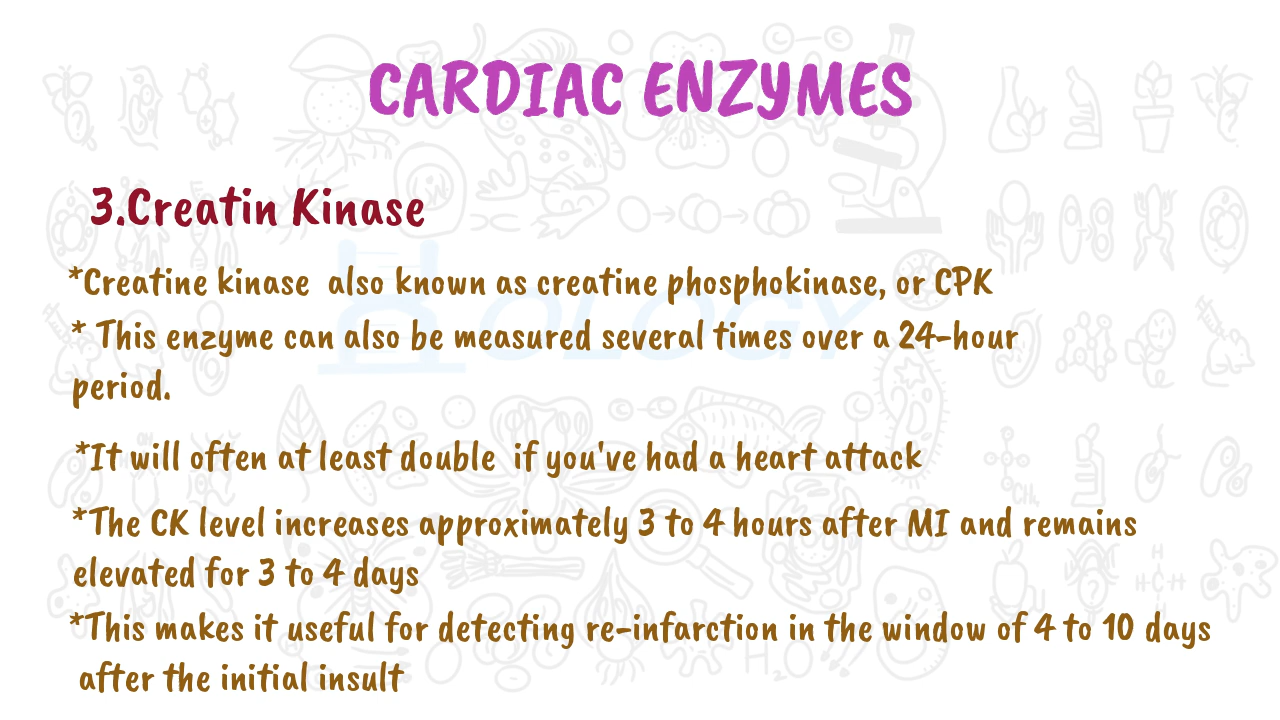 CARDIAC ENZYMES
3.Creatin Kinase
*Creatine kinase also known as creatine phosphokinase, or CPK
* This enzyme can also be measured several times over a 24-hour
period.
*It will often at least double if you've had a heart attack
*The CK level increases approximately 3 to 4 hours after MI and remains
elevated for 3 to 4 days
*This makes it useful for detecting re-infarction in the window of 4 to 10 days
after the initial insult
OLOGY
H₂O